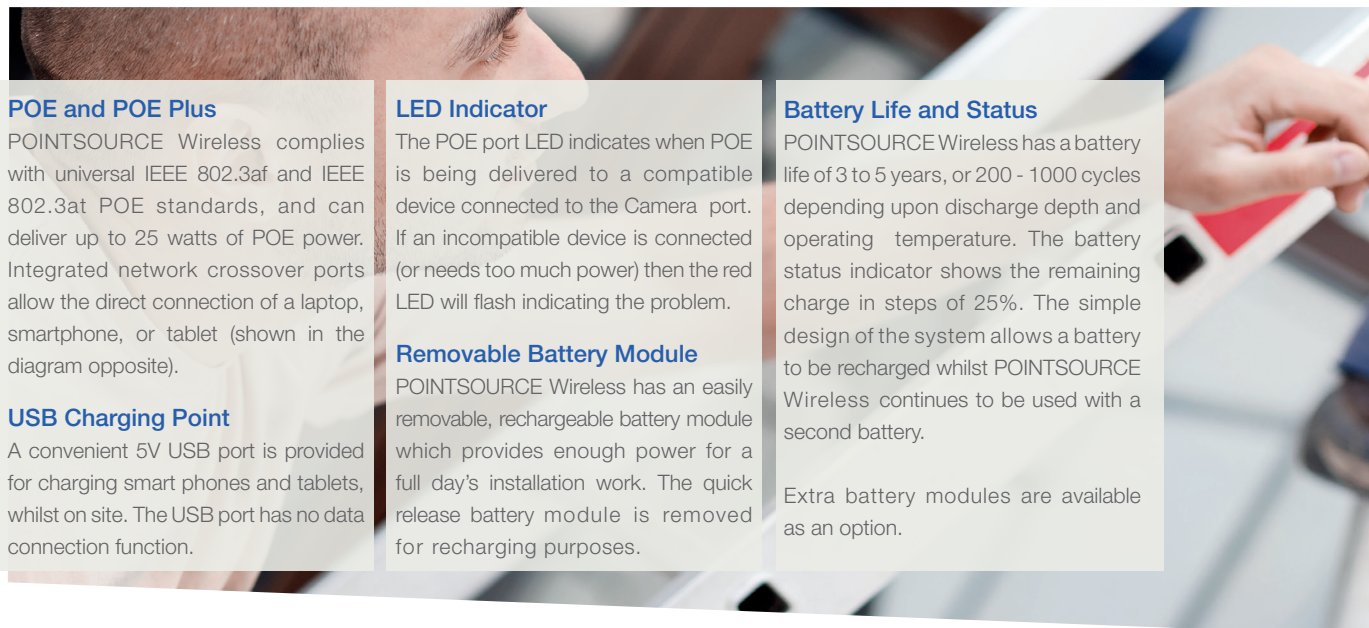 POE and POE Plus
POINTSOURCE Wireless complies
with universal IEEE 802.3af and IEEE
802.3at POE standards, and can
deliver up to 25 watts of POE power.
Integrated network crossover ports
allow the direct connection of a laptop,
smartphone, or tablet (shown in the
diagram opposite).
USB Charging Point
A convenient 5V USB port is provided
for charging smart phones and tablets,
whilst on site. The USB port has no data
connection function.
LED Indicator
The POE port LED indicates when POE
is being delivered to a compatible
device connected to the Camera port.
If an incompatible device is connected
(or needs too much power) then the red
LED will flash indicating the problem.
Removable Battery Module
POINTSOURCE Wireless has an easily
removable, rechargeable battery module
which provides enough power for a
full day's installation work. The quick
release battery module is removed
for recharging purposes.
Battery Life and Status
POINTSOURCE Wireless has a battery
life of 3 to 5 years, or 200 - 1000 cycles
depending upon discharge depth and
operating temperature. The battery
status indicator shows the remaining
charge in steps of 25%. The simple
design of the system allows a battery
to be recharged whilst POINTSOURCE
Wireless continues to be used with a
second battery.
Extra battery modules are available
as an option.